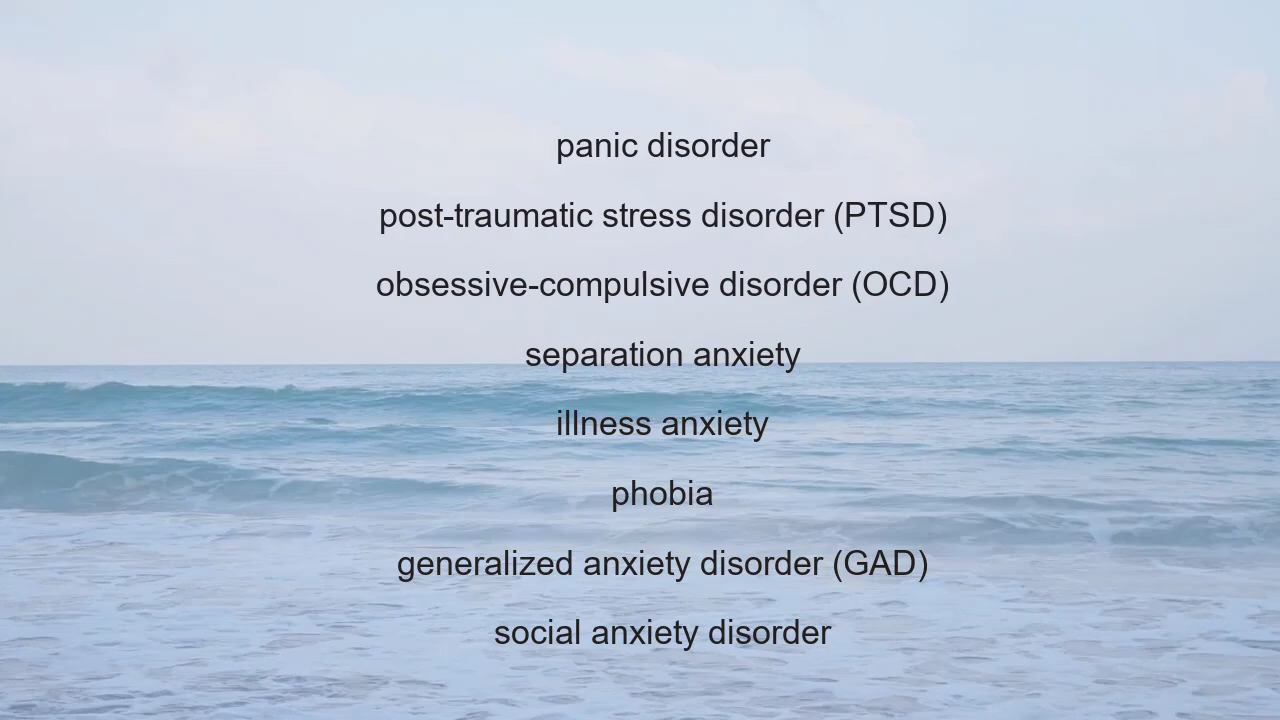 panic disorder
post-traumatic stress disorder (PTSD)
obsessive-compulsive disorder (OCD)
separation anxiety
illness anxiety
phobia
generalized anxiety disorder (GAD)
social anxiety disorder